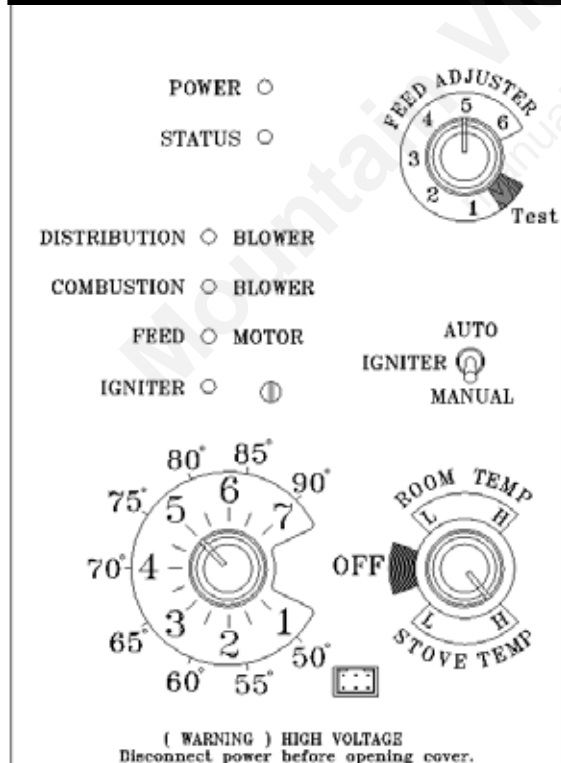 POWER
STATUS
FEED ADJUSTER
1 2 3 4 5 6
Test
DISTRIBUTION BLOWER
COMBUSTION BLOWER
FEED MOTOR
IGNITER
AUTO
IGNITER
MANUAL
50° 55° 60° 65° 70° 75° 80° 85° 90°
1 2 3 4 5 6 7
ROOM TEMP
L H
OFF
L H
STOVE TEMP
( WARNING ) HIGH VOLTAGE
Disconnect power before opening cover.
Mountain